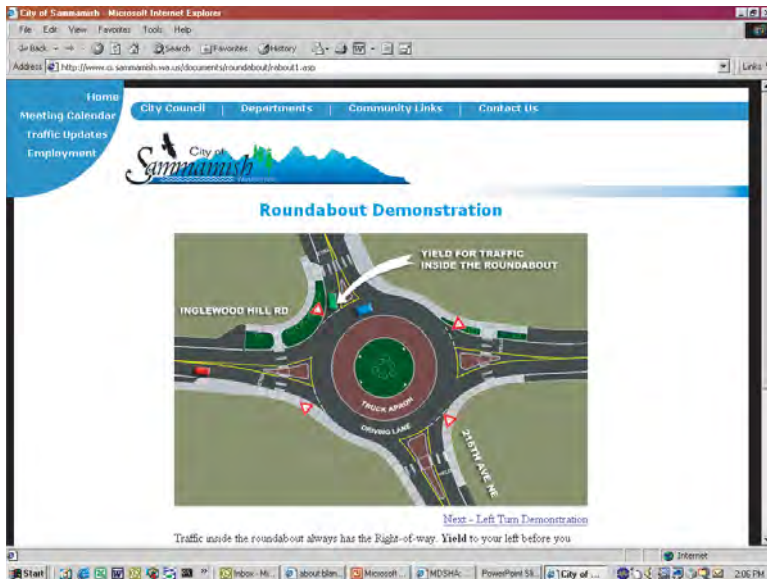 City of Sammamish - Microsoft Internet Explorer
File Edit View Favorites Tools Help
Back Search Favorites History
Address http://www.ci.sammamish.wa.us/documents/roundabout/rabout1.asp Links
Home
Meeting Calendar
Traffic Updates
Employment
City Council | Departments | Community Links | Contact Us
City of
Sammamish
WASHINGTON
Roundabout Demonstration
YIELD FOR TRAFFIC
INSIDE THE ROUNDABOUT
INGLEWOOD HILL RD
TRUCK APRON
DRIVING LANE
216TH AVE NE
Next - Left Turn Demonstration
Traffic inside the roundabout always has the Right-of-way. Yield to your left before you
Internet
Start Inbox - Mi... about:blan... Microsoft ... MDSHA: ... PowerPoint Sli... City of ... 2:06 PM